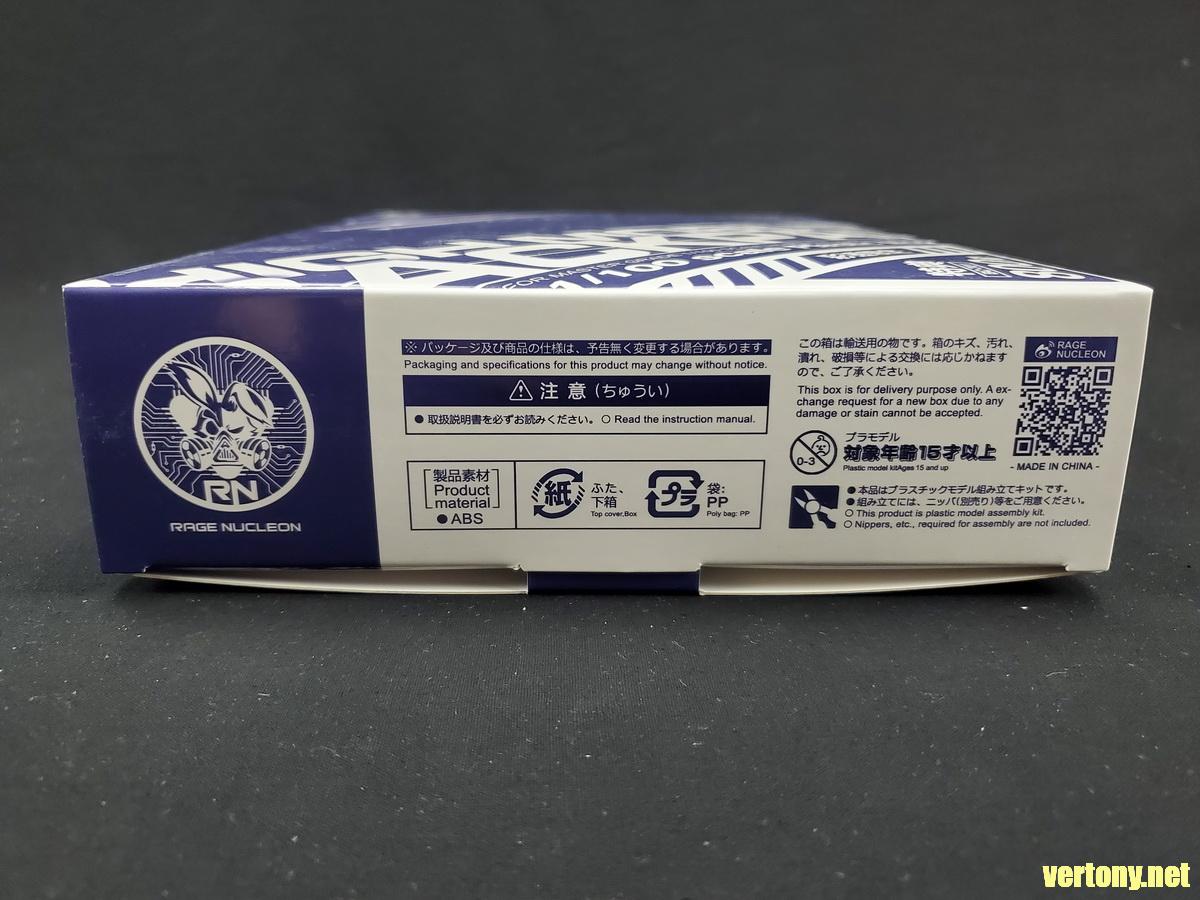 1/100
RN
RAGE NUCLEON
※ パッケージ及び商品の仕様は、予告無く変更する場合があります。
Packaging and specifications for this product may change without notice.
注 意 (ちゅうい)
● 取扱説明書を必ずお読みください。 ○ Read the instruction manual.
製品素材
Product
material
● ABS
紙
ふた、
下箱
Top cover,Box
プラ
袋:
PP
Poly bag: PP
この箱は輸送用の物です。箱のキズ、汚れ、
潰れ、破損等による交換には応じかねます
ので、ご了承ください。
This box is for delivery purpose only. A ex-
change request for a new box due to any
damage or stain cannot be accepted.
0-3
プラモデル
対象年齢15才以上
Plastic model kitAges 15 and up
● 本品はプラスチックモデル組み立てキットです。
● 組み立てには、ニッパ(別売り)等をご用意ください。
○ This product is plastic model assembly kit.
○ Nippers, etc., required for assembly are not included.
RAGE
NUCLEON
- MADE IN CHINA -
vertony.net